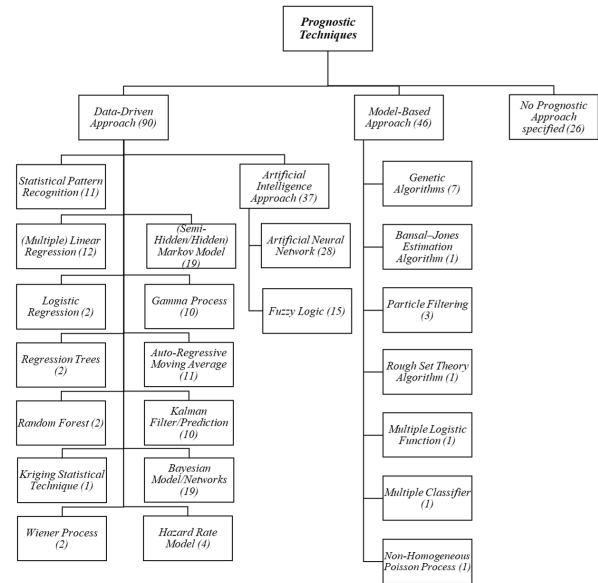 Prognostic
Techniques
Data-Driven
Approach (90)
Model-Based
Approach (46)
No Prognostic
Approach
specified (26)
Statistical Pattern
Recognition (11)
Artificial
Intelligence
Approach (37)
Genetic
Algorithms (7)
(Multiple) Linear
Regression (12)
(Semi-
Hidden/Hidden)
Markov Model
(19)
Artificial Neural
Network (28)
Bansal–Jones
Estimation
Algorithm (1)
Logistic
Regression (2)
Gamma Process
(10)
Fuzzy Logic (15)
Particle Filtering
(3)
Regression Trees
(2)
Auto-Regressive
Moving Average
(11)
Rough Set Theory
Algorithm (1)
Random Forest (2)
Kalman
Filter/Prediction
(10)
Multiple Logistic
Function (1)
Kriging Statistical
Technique (1)
Bayesian
Model/Networks
(19)
Multiple Classifier
(1)
Wiener Process
(2)
Hazard Rate
Model (4)
Non-Homogeneous
Poisson Process (1)